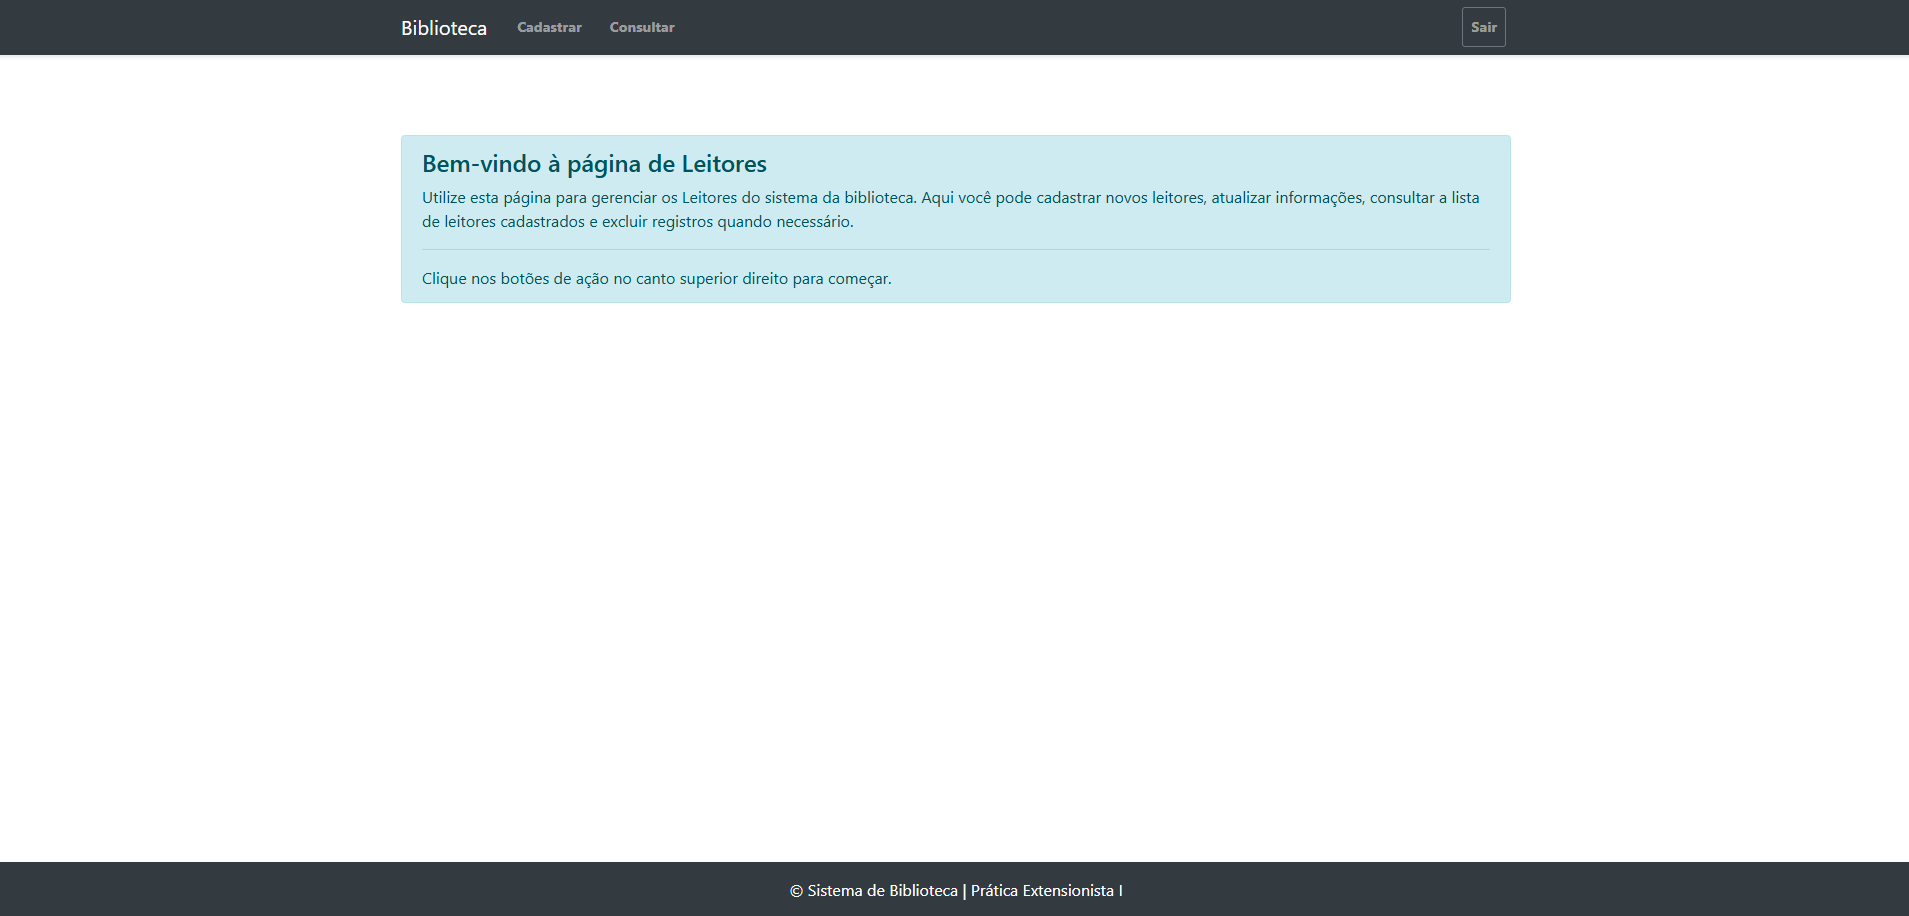 Biblioteca Cadastrar Consultar Sair
Bem-vindo à página de Leitores
Utilize esta página para gerenciar os Leitores do sistema da biblioteca. Aqui você pode cadastrar novos leitores, atualizar informações, consultar a lista
de leitores cadastrados e excluir registros quando necessário.
Clique nos botões de ação no canto superior direito para começar.
© Sistema de Biblioteca | Prática Extensionista I